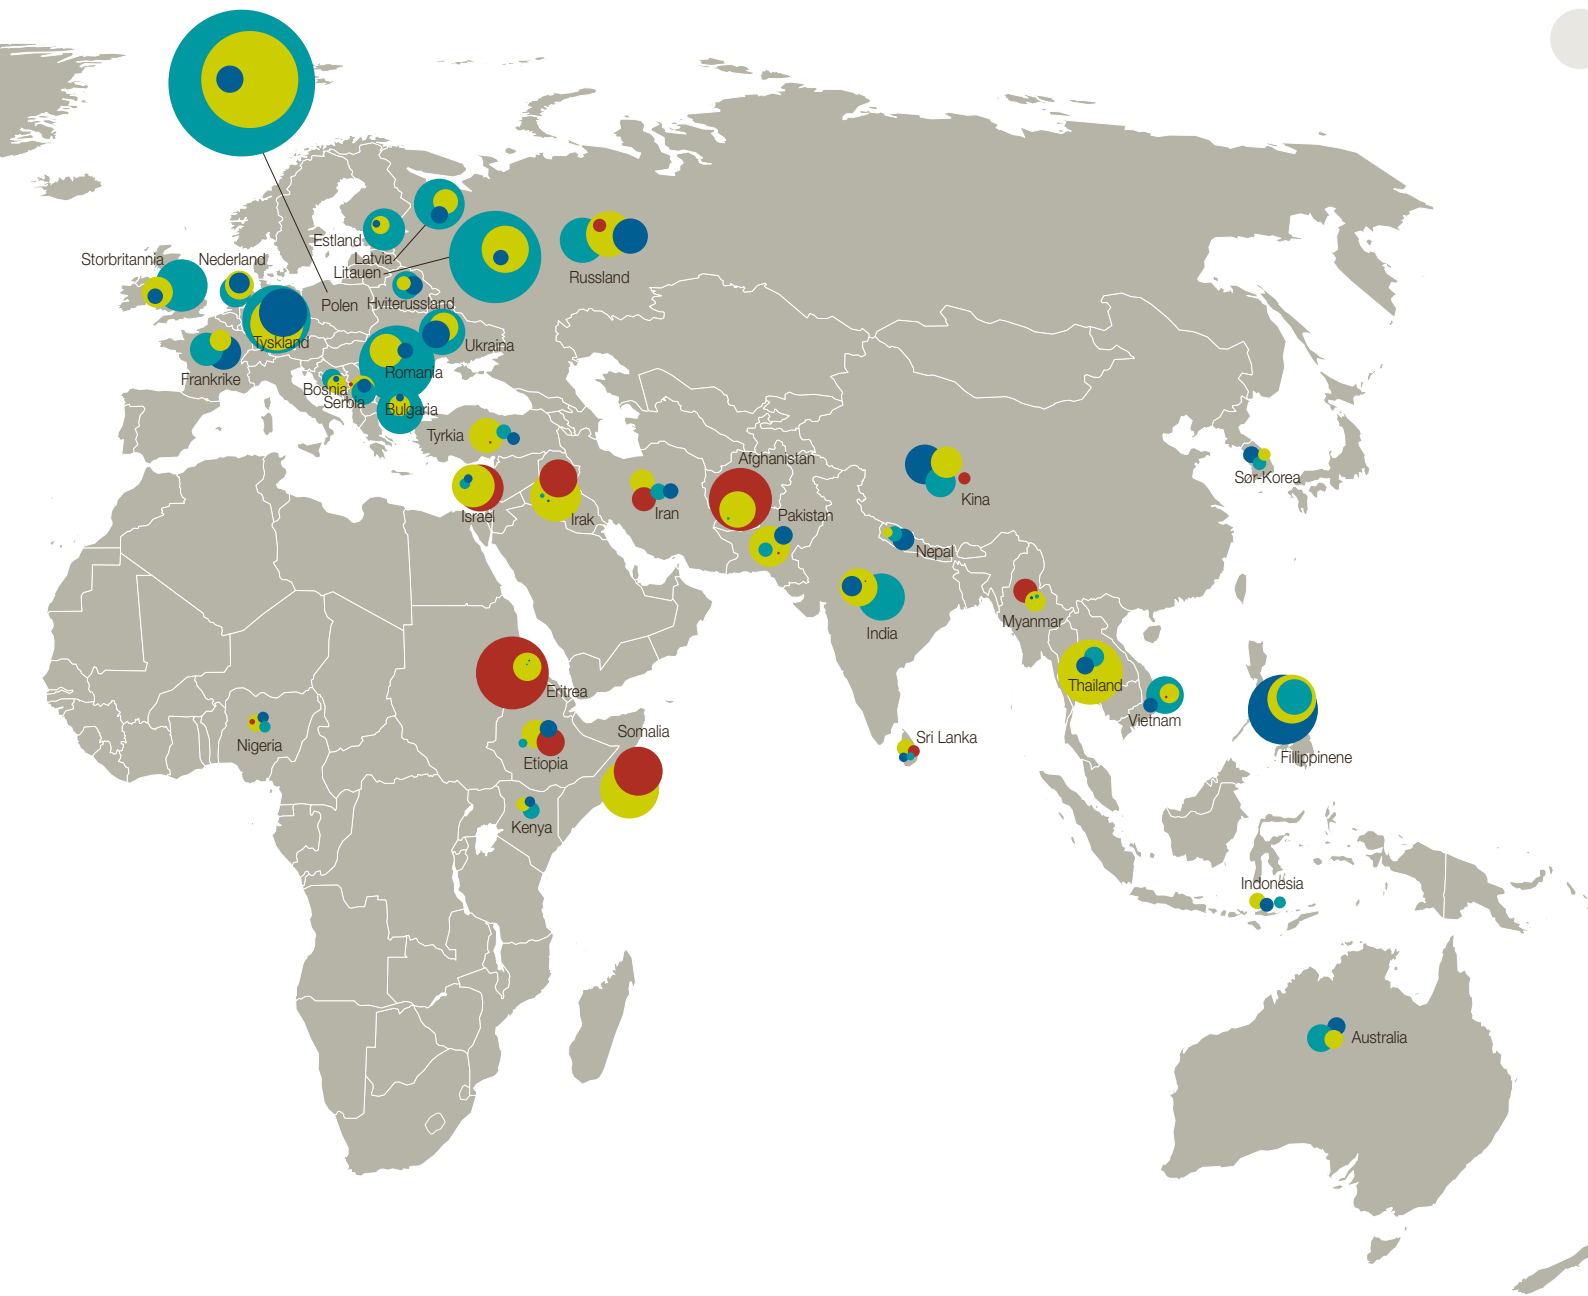 Storbritannia
Nederland
Estland
Latvia
Litauen
Polen
Hviterussland
Russland
Tyskland
Ukraina
Frankrike
Romania
Bosnia
Serbia
Bulgaria
Tyrkia
Israel
Irak
Iran
Afghanistan
Pakistan
Kina
Sør-Korea
Nepal
India
Myanmar
Thailand
Vietnam
Fillippinene
Eritrea
Nigeria
Etiopia
Somalia
Sri Lanka
Kenya
Indonesia
Australia